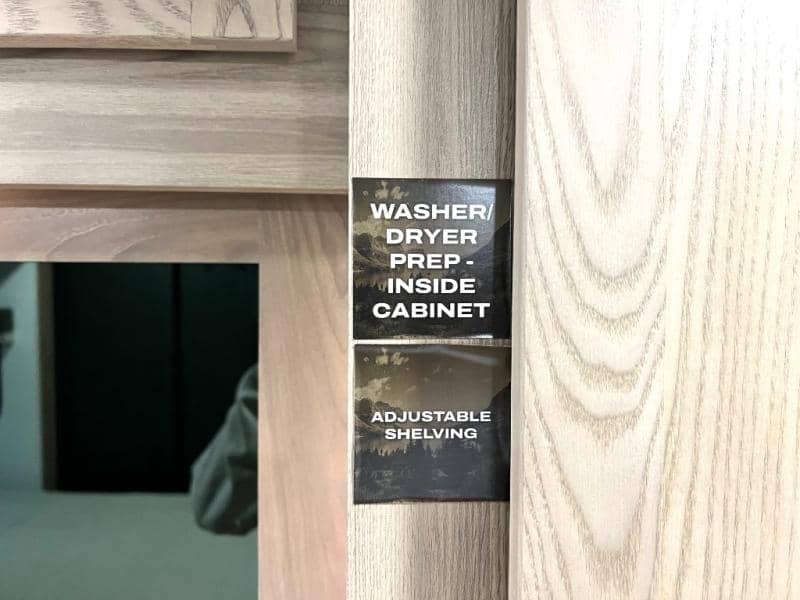 WASHER/
DRYER
PREP -
INSIDE
CABINET
ADJUSTABLE
SHELVING